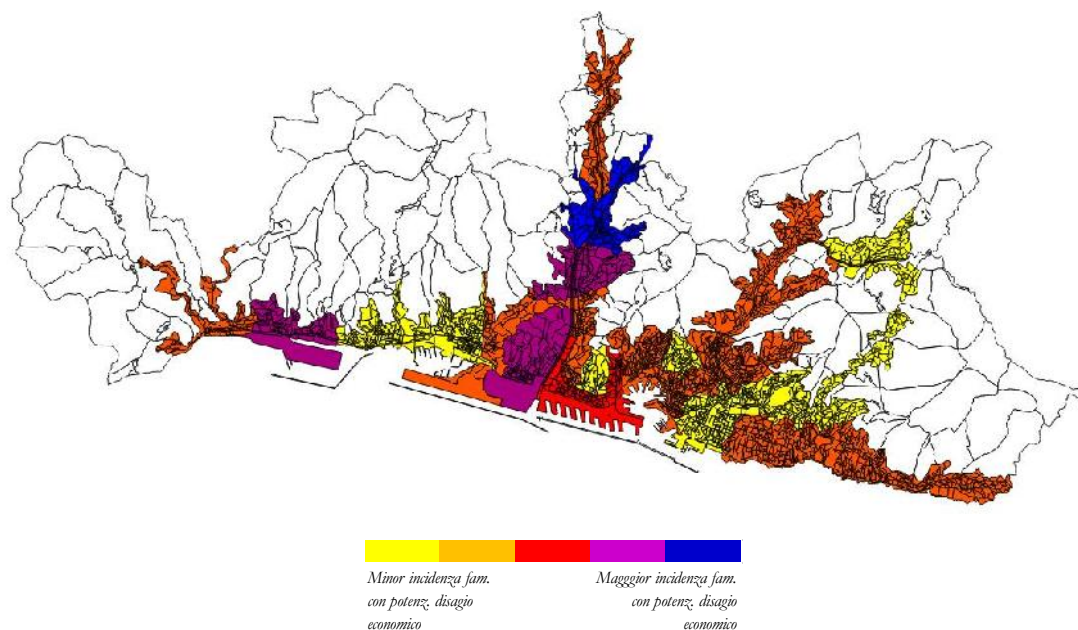 Minor incidenza fam.
con potenz. disagio
economico
Magggior incidenza fam.
con potenz. disagio
economico